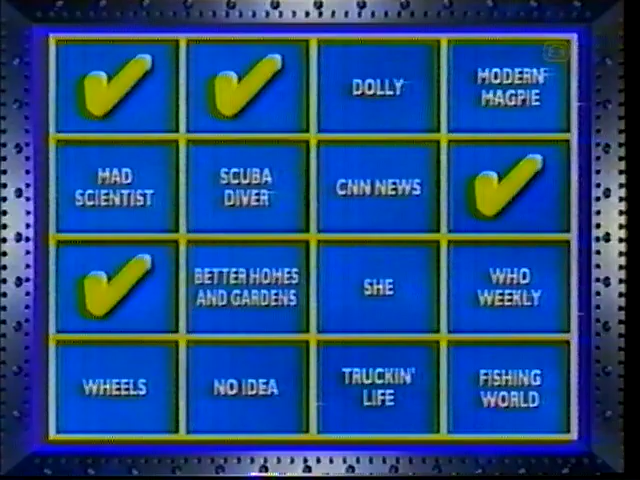 DOLLY
MODERN
MAGPIE
MAD
SCIENTIST
SCUBA
DIVER
CNN NEWS
BETTER HOMES
AND GARDENS
SHE
WHO
WEEKLY
WHEELS
NO IDEA
TRUCKIN'
LIFE
FISHING
WORLD